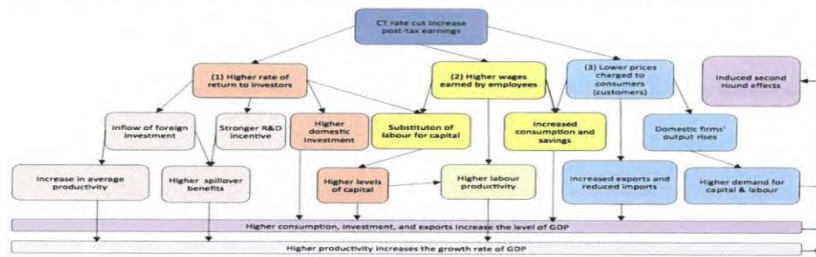 CT rate cut increase
post-tax earnings
(1) Higher rate of
return to investors
(2) Higher wages
earned by employees
(3) Lower prices
charged to
consumers
(customers)
Induced second
round effects
Inflow of foreign
investment
Stronger R&D
incentive
Higher
domestic
investment
Substituton of
labour for capital
Increased
consumption and
savings
Domestic firms'
output rises
Increase in average
productivity
Higher spillover
benefits
Higher levels
of capital
Higher labour
productivity
Increased exports and
reduced imports
Higher demand for
capital & labour
Higher consumption, investment, and exports increase the level of GDP
Higher productivity increases the growth rate of GDP